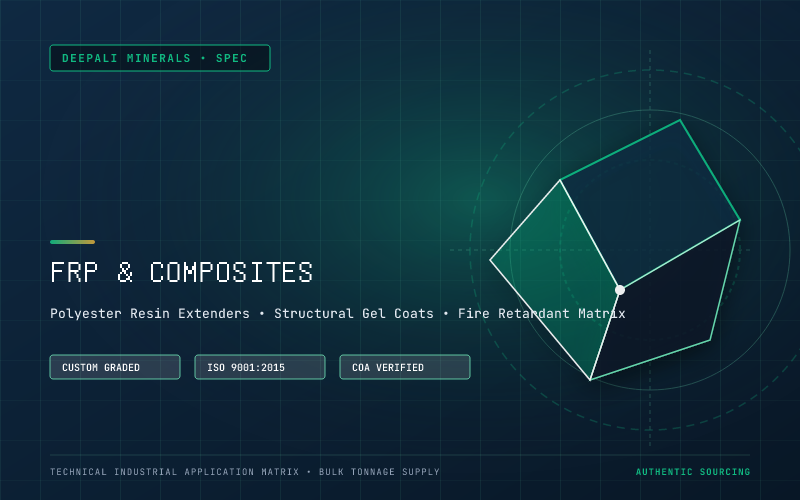 DEEPALI MINERALS • SPEC
FRP & COMPOSITES
Polyester Resin Extenders • Structural Gel Coats • Fire Retardant Matrix
CUSTOM GRADED
ISO 9001:2015
COA VERIFIED
TECHNICAL INDUSTRIAL APPLICATION MATRIX • BULK TONNAGE SUPPLY
AUTHENTIC SOURCING